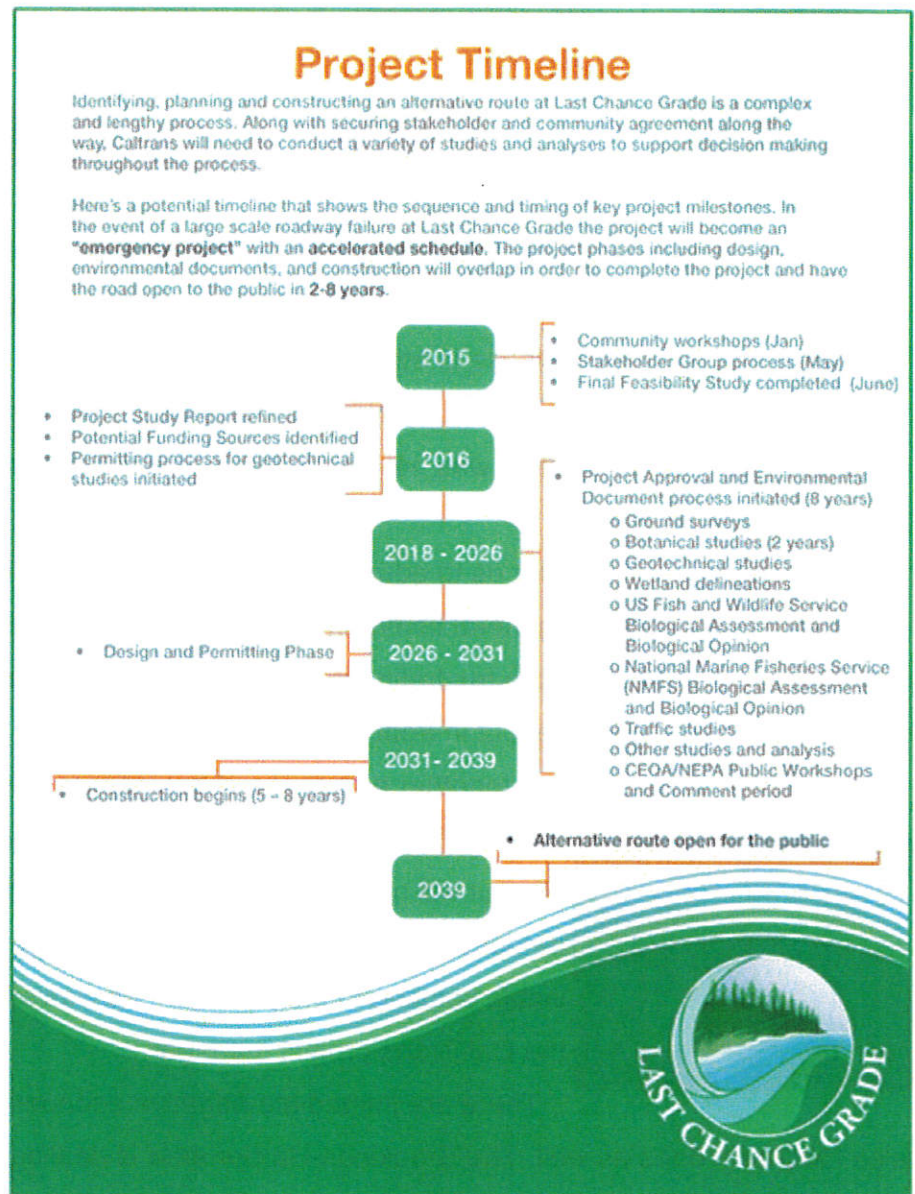 Project Timeline
Identifying, planning and constructing an alternative route at Last Chance Grade is a complex
and lengthy process. Along with securing stakeholder and community agreement along the
way, Caltrans will need to conduct a variety of studies and analyses to support decision making
throughout the process.
Here's a potential timeline that shows the sequence and timing of key project milestones. In
the event of a large scale roadway failure at Last Chance Grade the project will become an
"emergency project" with an accelerated schedule. The project phases including design,
environmental documents, and construction will overlap in order to complete the project and have
the road open to the public in 2-8 years.
2015
• Community workshops (Jan)
• Stakeholder Group process (May)
• Final Feasibility Study completed (June)
• Project Study Report refined
• Potential Funding Sources identified
• Permitting process for geotechnical
studies initiated
2016
2018 - 2026
• Project Approval and Environmental
Document process initiated (8 years)
o Ground surveys
o Botanical studies (2 years)
o Geotechnical studies
o Wetland delineations
o US Fish and Wildlife Service
Biological Assessment and
Biological Opinion
o National Marine Fisheries Service
(NMFS) Biological Assessment
and Biological Opinion
o Traffic studies
o Other studies and analysis
o CEQA/NEPA Public Workshops
and Comment period
• Design and Permitting Phase
2026 - 2031
2031- 2039
• Construction begins (5 - 8 years)
• Alternative route open for the public
2039
LAST CHANCE GRADE